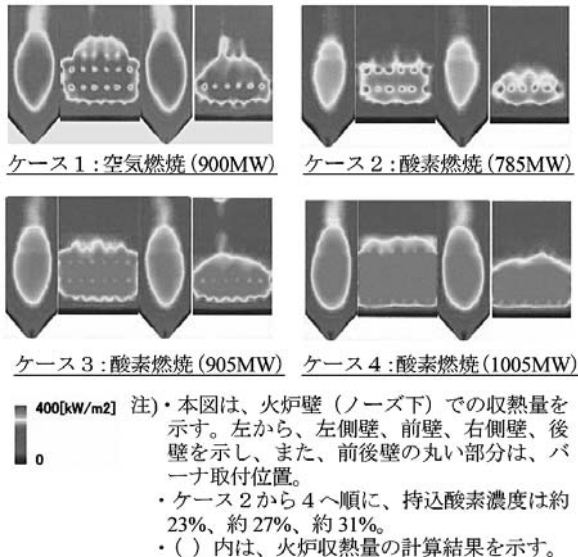 ケース1:空気燃焼(900MW)
ケース2:酸素燃焼(785MW)
ケース3:酸素燃焼(905MW)
ケース4:酸素燃焼(1005MW)
400[kW/m2]
0
注)・本図は、火炉壁（ノーズ下）での収熱量を
示す。左から、左側壁、前壁、右側壁、後
壁を示し、また、前後壁の丸い部分は、バ
ーナ取付位置。
・ケース2から4へ順に、持込酸素濃度は約
23%、約27%、約31%。
・( )内は、火炉収熱量の計算結果を示す。